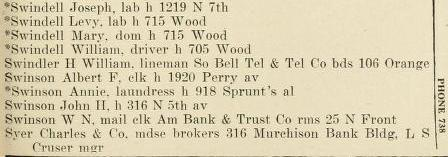 *Swindell Joseph, lab h 1219 N 7th
*Swindell Levy, lab h 715 Wood
*Swindell Mary, dom h 715 Wood
*Swindell William, driver h 705 Wood
Swindler H William, lineman So Bell Tel & Tel Co bds 106 Orange
Swinson Albert F, clk h 1920 Perry av
*Swinson Annie, laundress h 918 Sprunt's al
Swinson John H, h 316 N 5th av
Swinson W N, mail clk Am Bank & Trust Co rms 25 N Front
Syer Charles & Co, mdse brokers 316 Murchison Bank Bldg, L S
Cruser mgr
PHONE 738